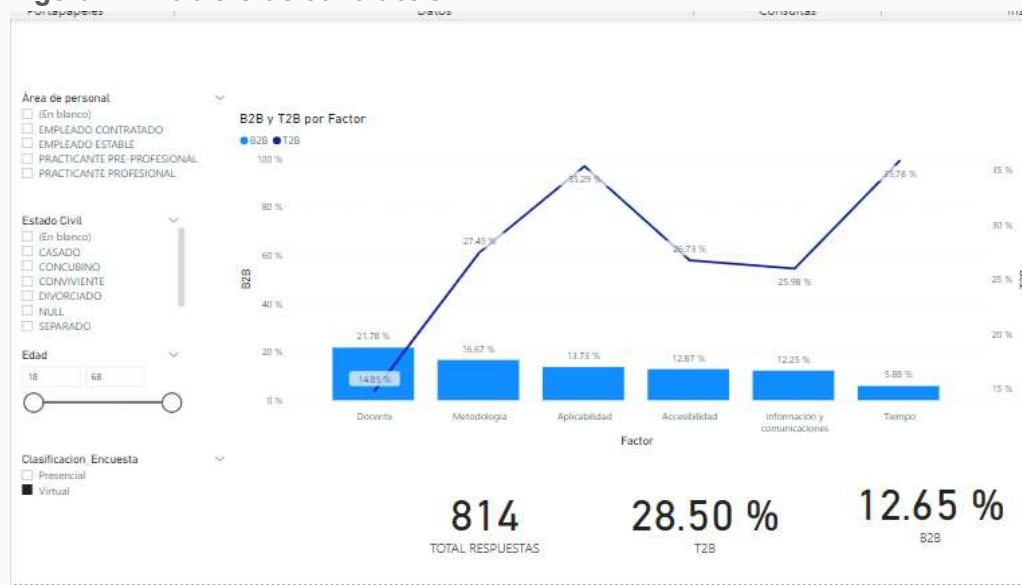 Portapapeles
Datos
Consultas
Área de personal
(En blanco)
EMPLEADO CONTRATADO
EMPLEADO ESTABLE
PRACTICANTE PRE-PROFESIONAL
PRACTICANTE PROFESIONAL
Estado Civil
(En blanco)
CASADO
CONCUBINO
CONVIVIENTE
DIVORCIADO
NULL
SEPARADO
Edad
18
68
Clasificacion_Encuesta
Presencial
Virtual
B2B y T2B por Factor
B2B T2B
100 %
80 %
60 %
40 %
20 %
0 %
B2B
35 %
30 %
25 %
20 %
15 %
14.85 %
27.45 %
35.29 %
26.73 %
25.98 %
35.78 %
21.78 %
16.67 %
13.73 %
12.87 %
12.25 %
5.88 %
Docente
Metodología
Aplicabilidad
Accesibilidad
Información y
comunicaciones
Tiempo
Factor
814
TOTAL RESPUESTAS
28.50 %
T2B
12.65 %
B2B